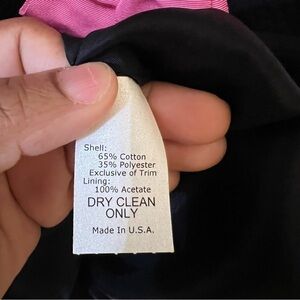 Shell:
65% Cotton
35% Polyester
Exclusive of Trim
Lining:
100% Acetate
DRY CLEAN
ONLY
Made In U.S.A.